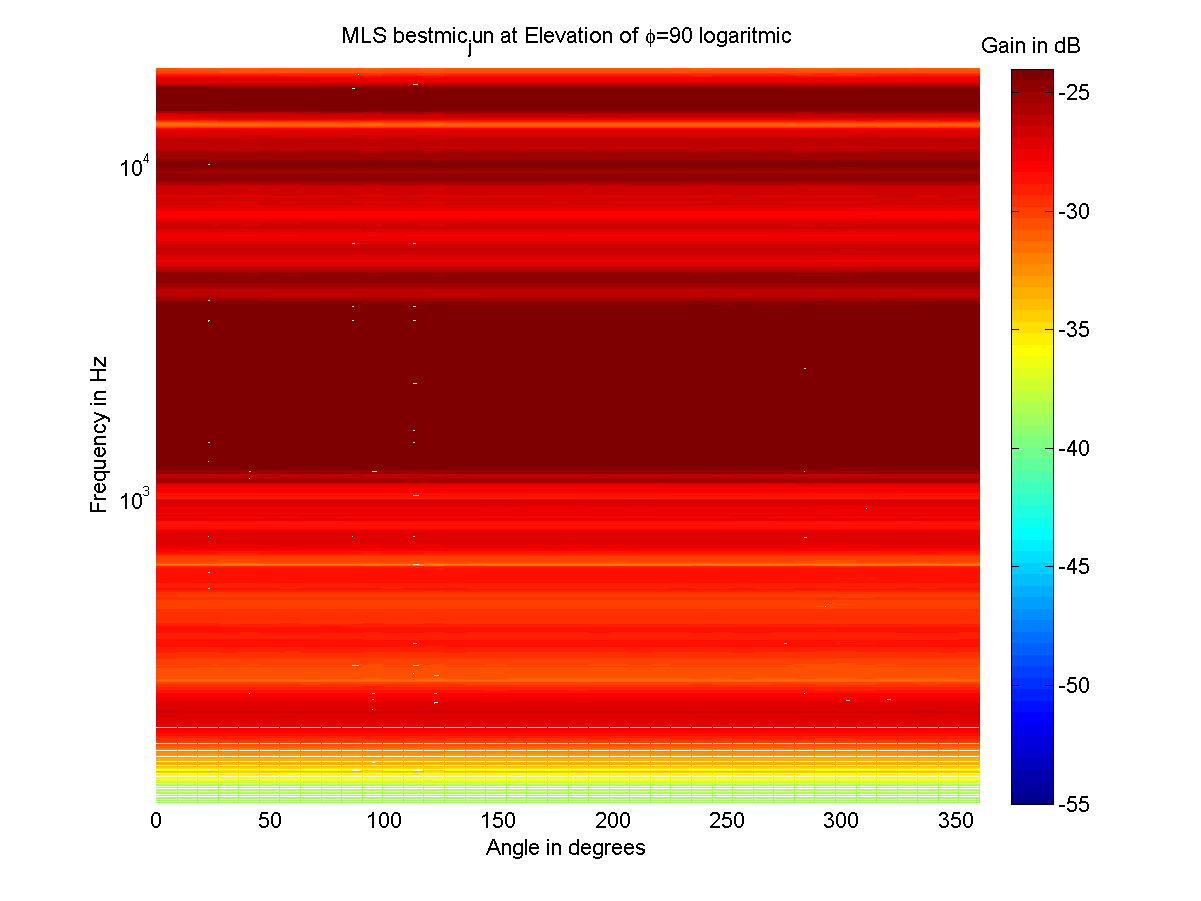 MLS bestmic_jun at Elevation of ϕ=90 logaritmic
Gain in dB
-25
-30
-35
-40
-45
-50
-55
10^4
10^3
Frequency in Hz
0 50 100 150 200 250 300 350
Angle in degrees